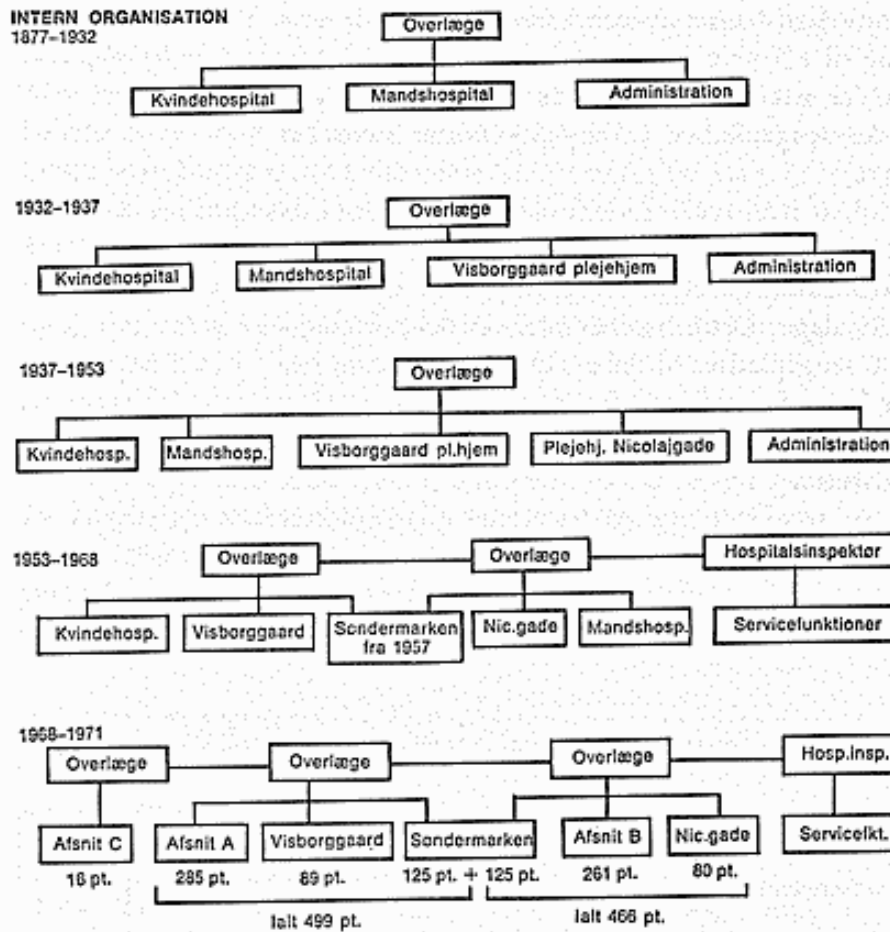 INTERN ORGANISATION
1877–1932
Overlæge
Kvindehospital Mandshospital Administration
1932–1937
Overlæge
Kvindehospital Mandshospital Visborggaard plejehjem Administration
1937–1953
Overlæge
Kvindehosp. Mandshosp. Visborggaard pl.hjem Plejehj. Nicolajgade Administration
1953–1968
Overlæge Overlæge Hospitalsinspektør
Kvindehosp. Visborggaard Søndermarken Nic.gade Mandshosp. Servicefunktioner
fra 1957
1968–1971
Overlæge Overlæge Overlæge Hosp.insp.
Afsnit C Afsnit A Visborggaard Søndermarken Afsnit B Nic.gade Servicefkt.
16 pt. 285 pt. 89 pt. 125 pt. + 125 pt. 261 pt. 80 pt.
Ialt 499 pt. Ialt 466 pt.